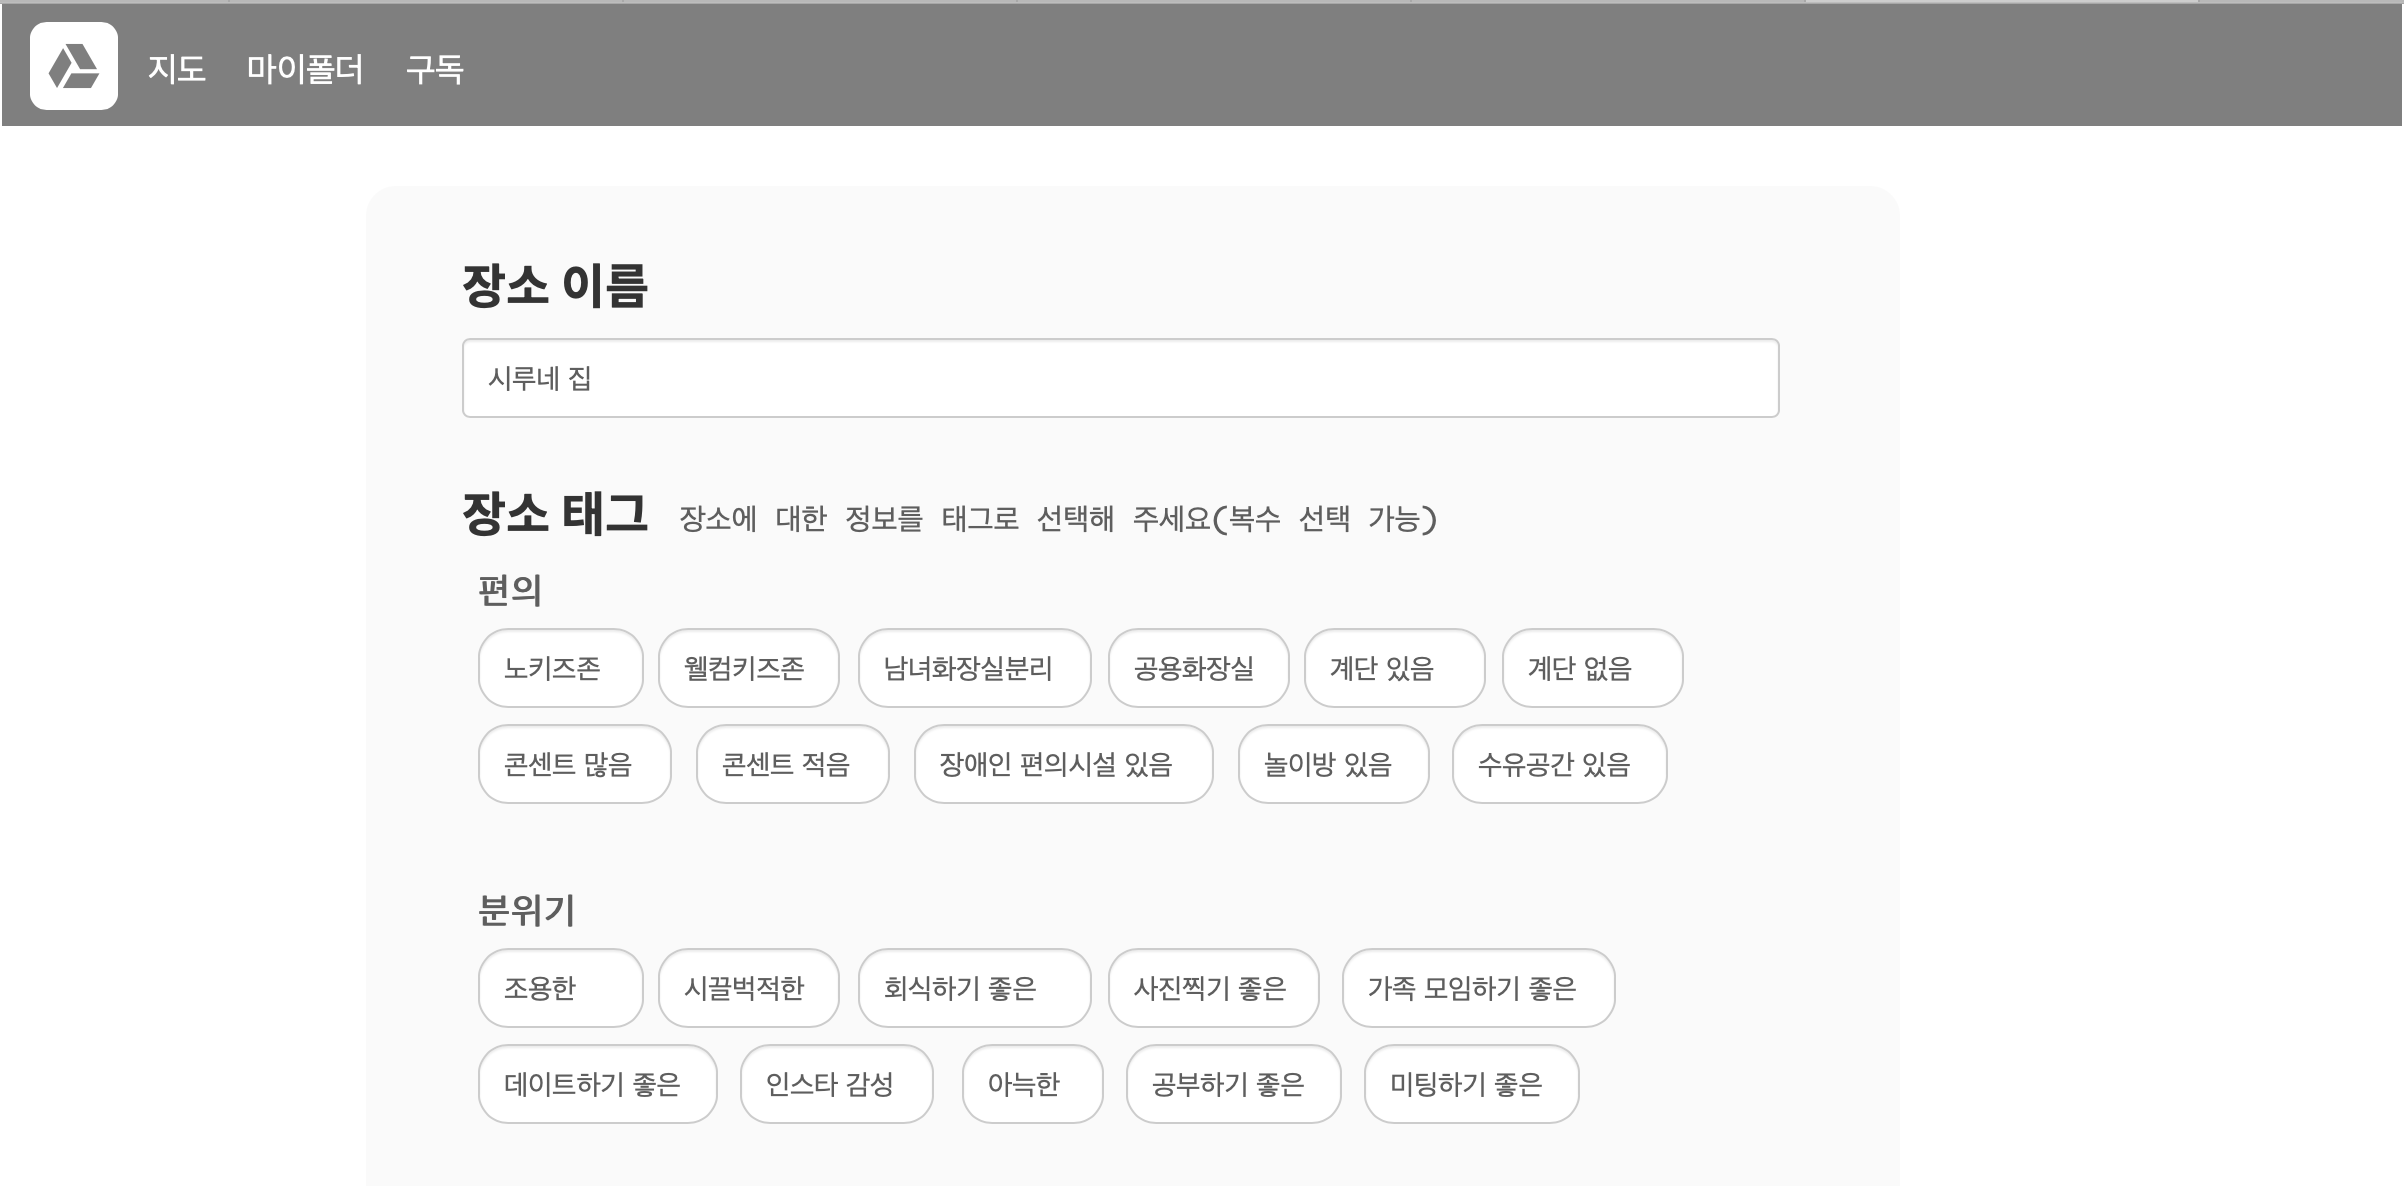 지도 마이폴더 구독
장소 이름
시루네 집
장소 태그 장소에 대한 정보를 태그로 선택해 주세요(복수 선택 가능)
편의
노키즈존 웰컴키즈존 남녀화장실분리 공용화장실 계단 있음 계단 없음
콘센트 많음 콘센트 적음 장애인 편의시설 있음 놀이방 있음 수유공간 있음
분위기
조용한 시끌벅적한 회식하기 좋은 사진찍기 좋은 가족 모임하기 좋은
데이트하기 좋은 인스타 감성 아늑한 공부하기 좋은 미팅하기 좋은